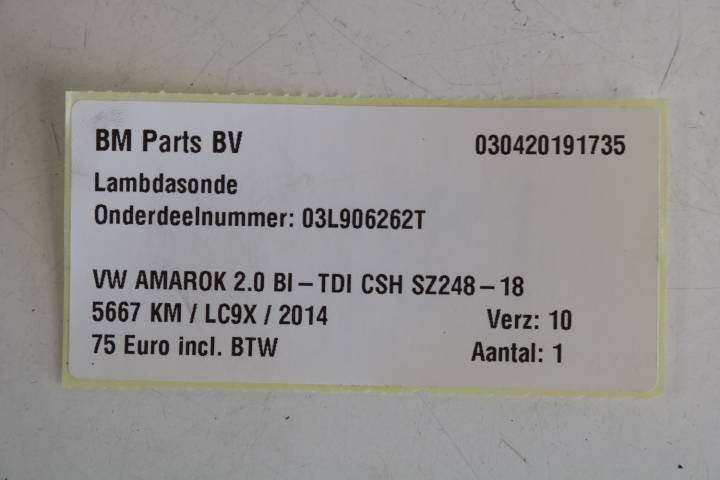 BM Parts BV 030420191735
Lambdasonde
Onderdeelnummer: 03L906262T
VW AMAROK 2.0 BI-TDI CSH SZ248-18
5667 KM / LC9X / 2014 Verz: 10
75 Euro incl. BTW Aantal: 1